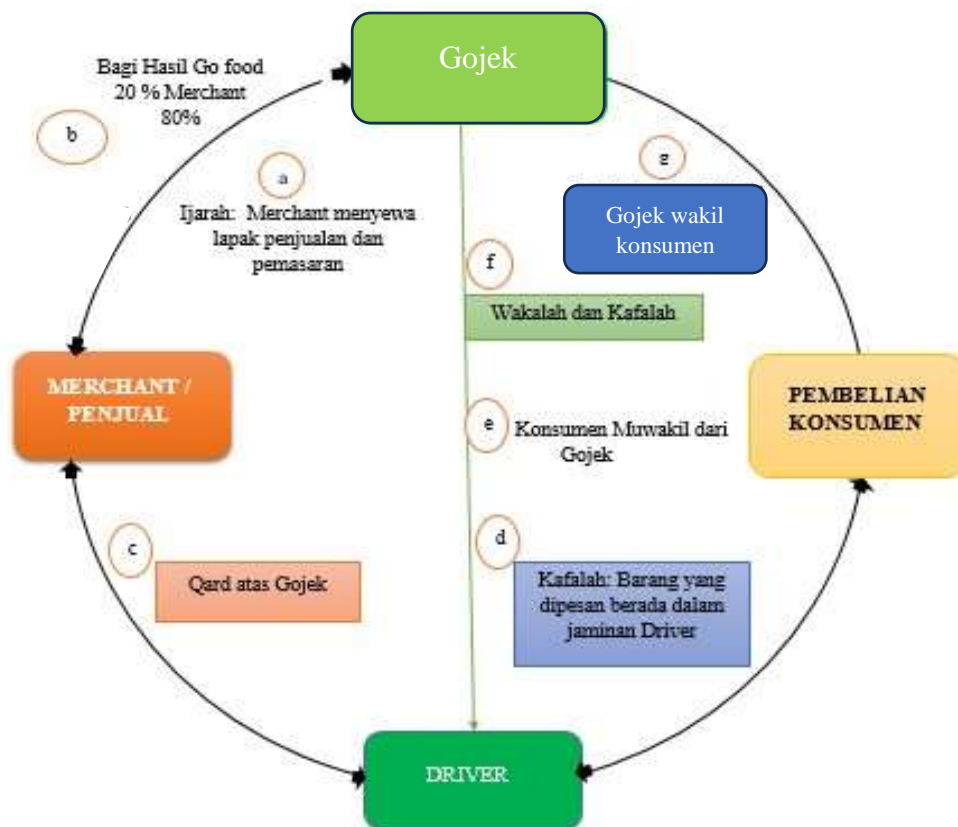 Gojek
Bagi Hasil Go food
20 % Merchant
80%
b
a
Ijarah: Merchant menyewa
lapak penjualan dan
pemasaran
g
Gojek wakil
konsumen
f
Wakalah dan Kafalah
MERCHANT /
PENJUAL
PEMBELIAN
KONSUMEN
e
Konsumen Muwakil dari
Gojek
c
Qard atas Gojek
d
Kafalah: Barang yang
dipesan berada dalam
jaminan Driver
DRIVER